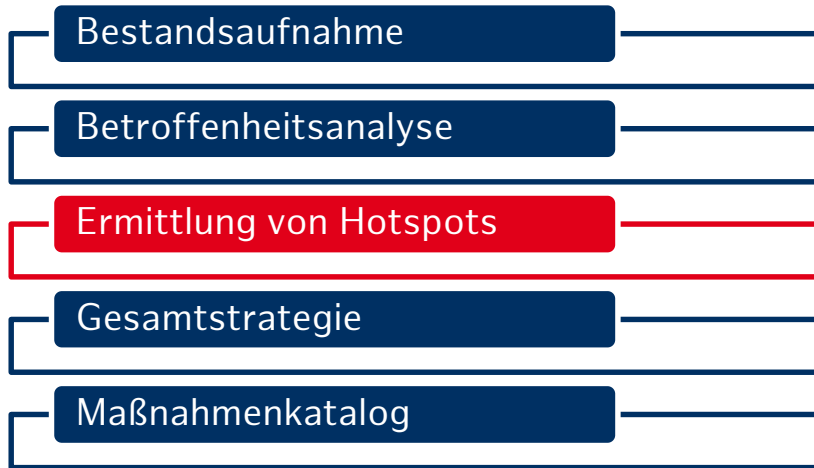 Bestandsaufnahme
Betroffenheitsanalyse
Ermittlung von Hotspots
Gesamtstrategie
Maßnahmenkatalog